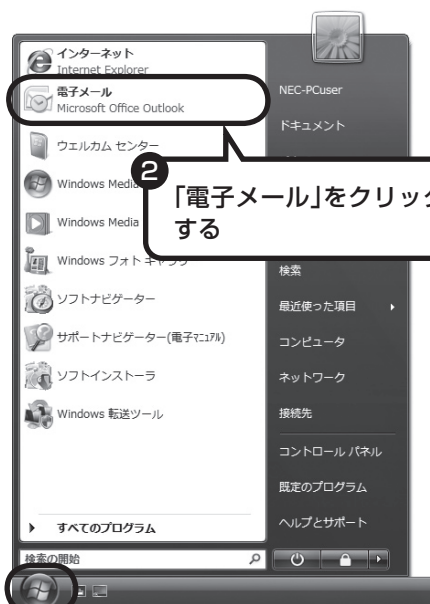 インターネット
Internet Explorer
電子メール
Microsoft Office Outlook
ウェルカム センター
Windows Media
Windows Media
Windows フォト
ソフトナビゲーター
サポートナビゲーター(電子マニュアル)
ソフトインストーラ
Windows 転送ツール
すべてのプログラム
検索の開始
NEC-PCuser
ドキュメント
❷
「電子メール」をクリック
する
検索
最近使った項目
コンピュータ
ネットワーク
接続先
コントロール パネル
既定のプログラム
ヘルプとサポート